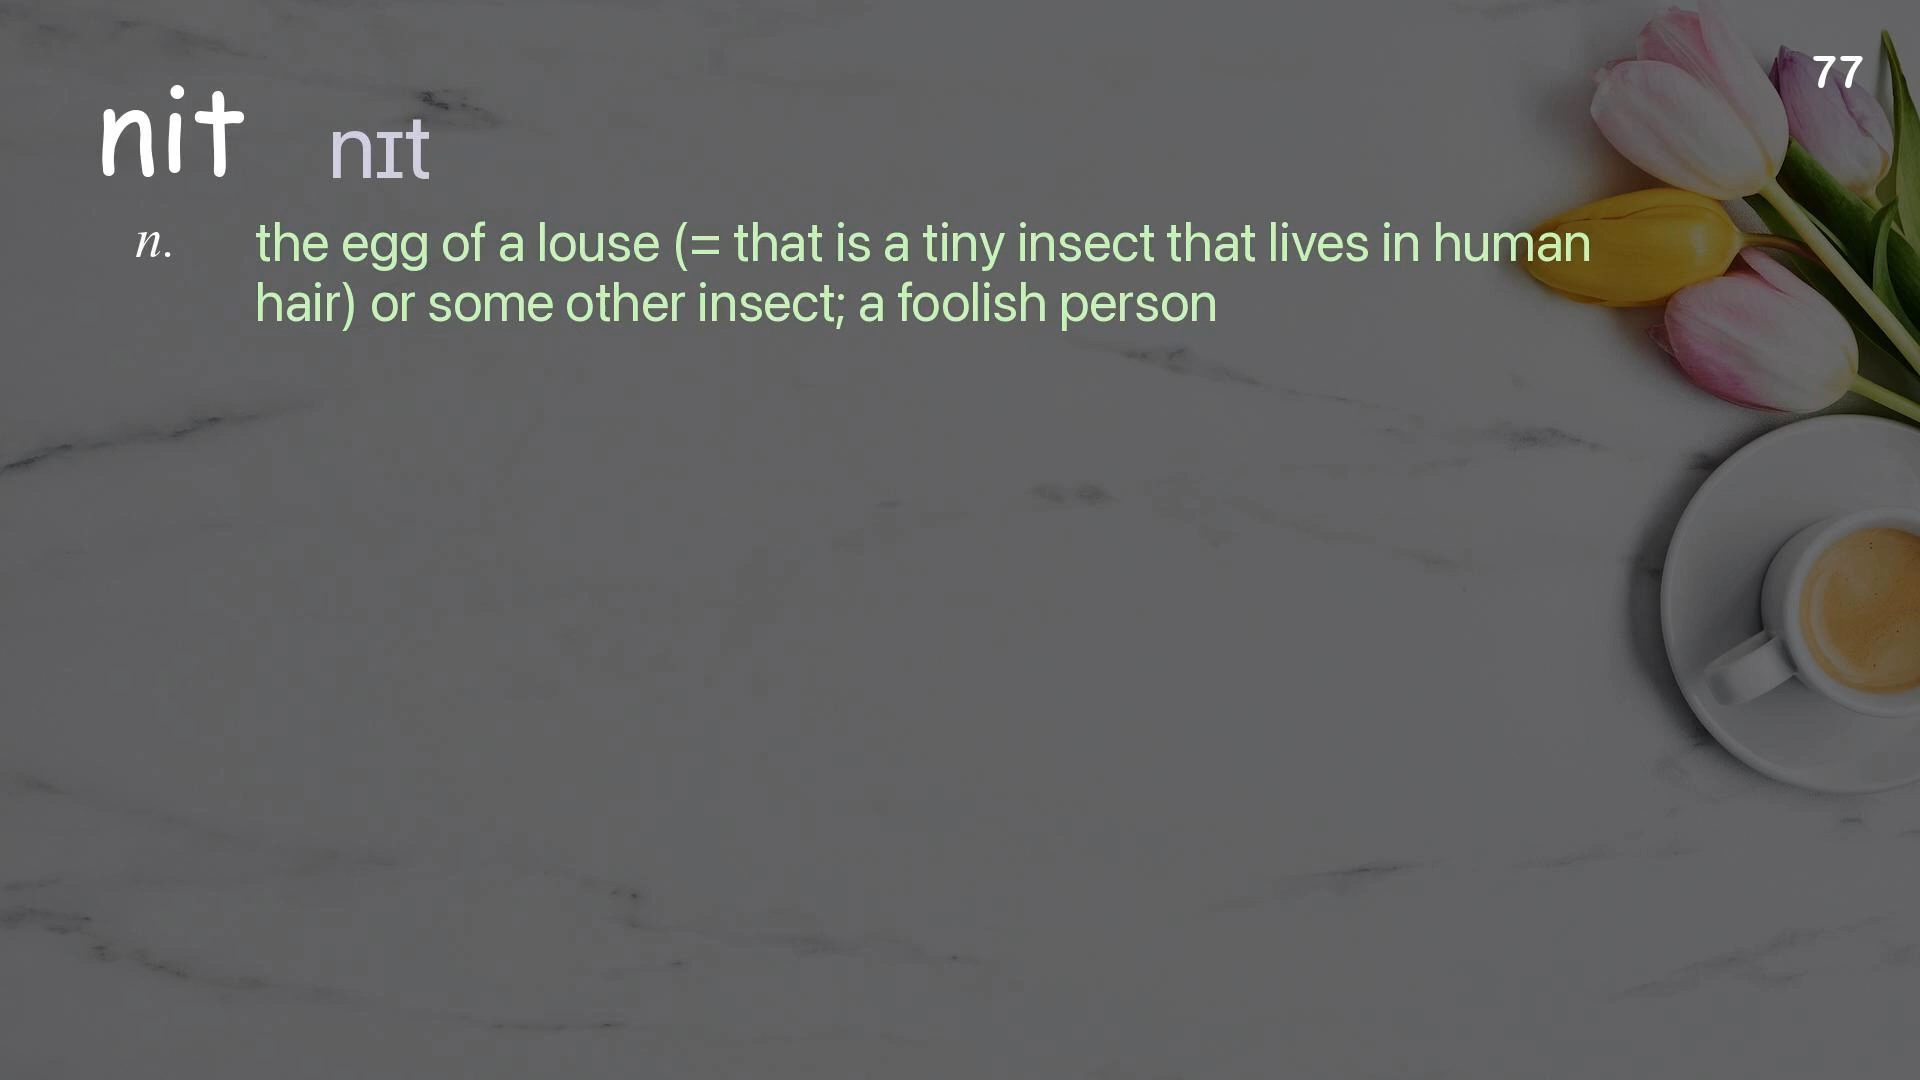 77
nit nɪt
n. the egg of a louse (= that is a tiny insect that lives in human
hair) or some other insect; a foolish person